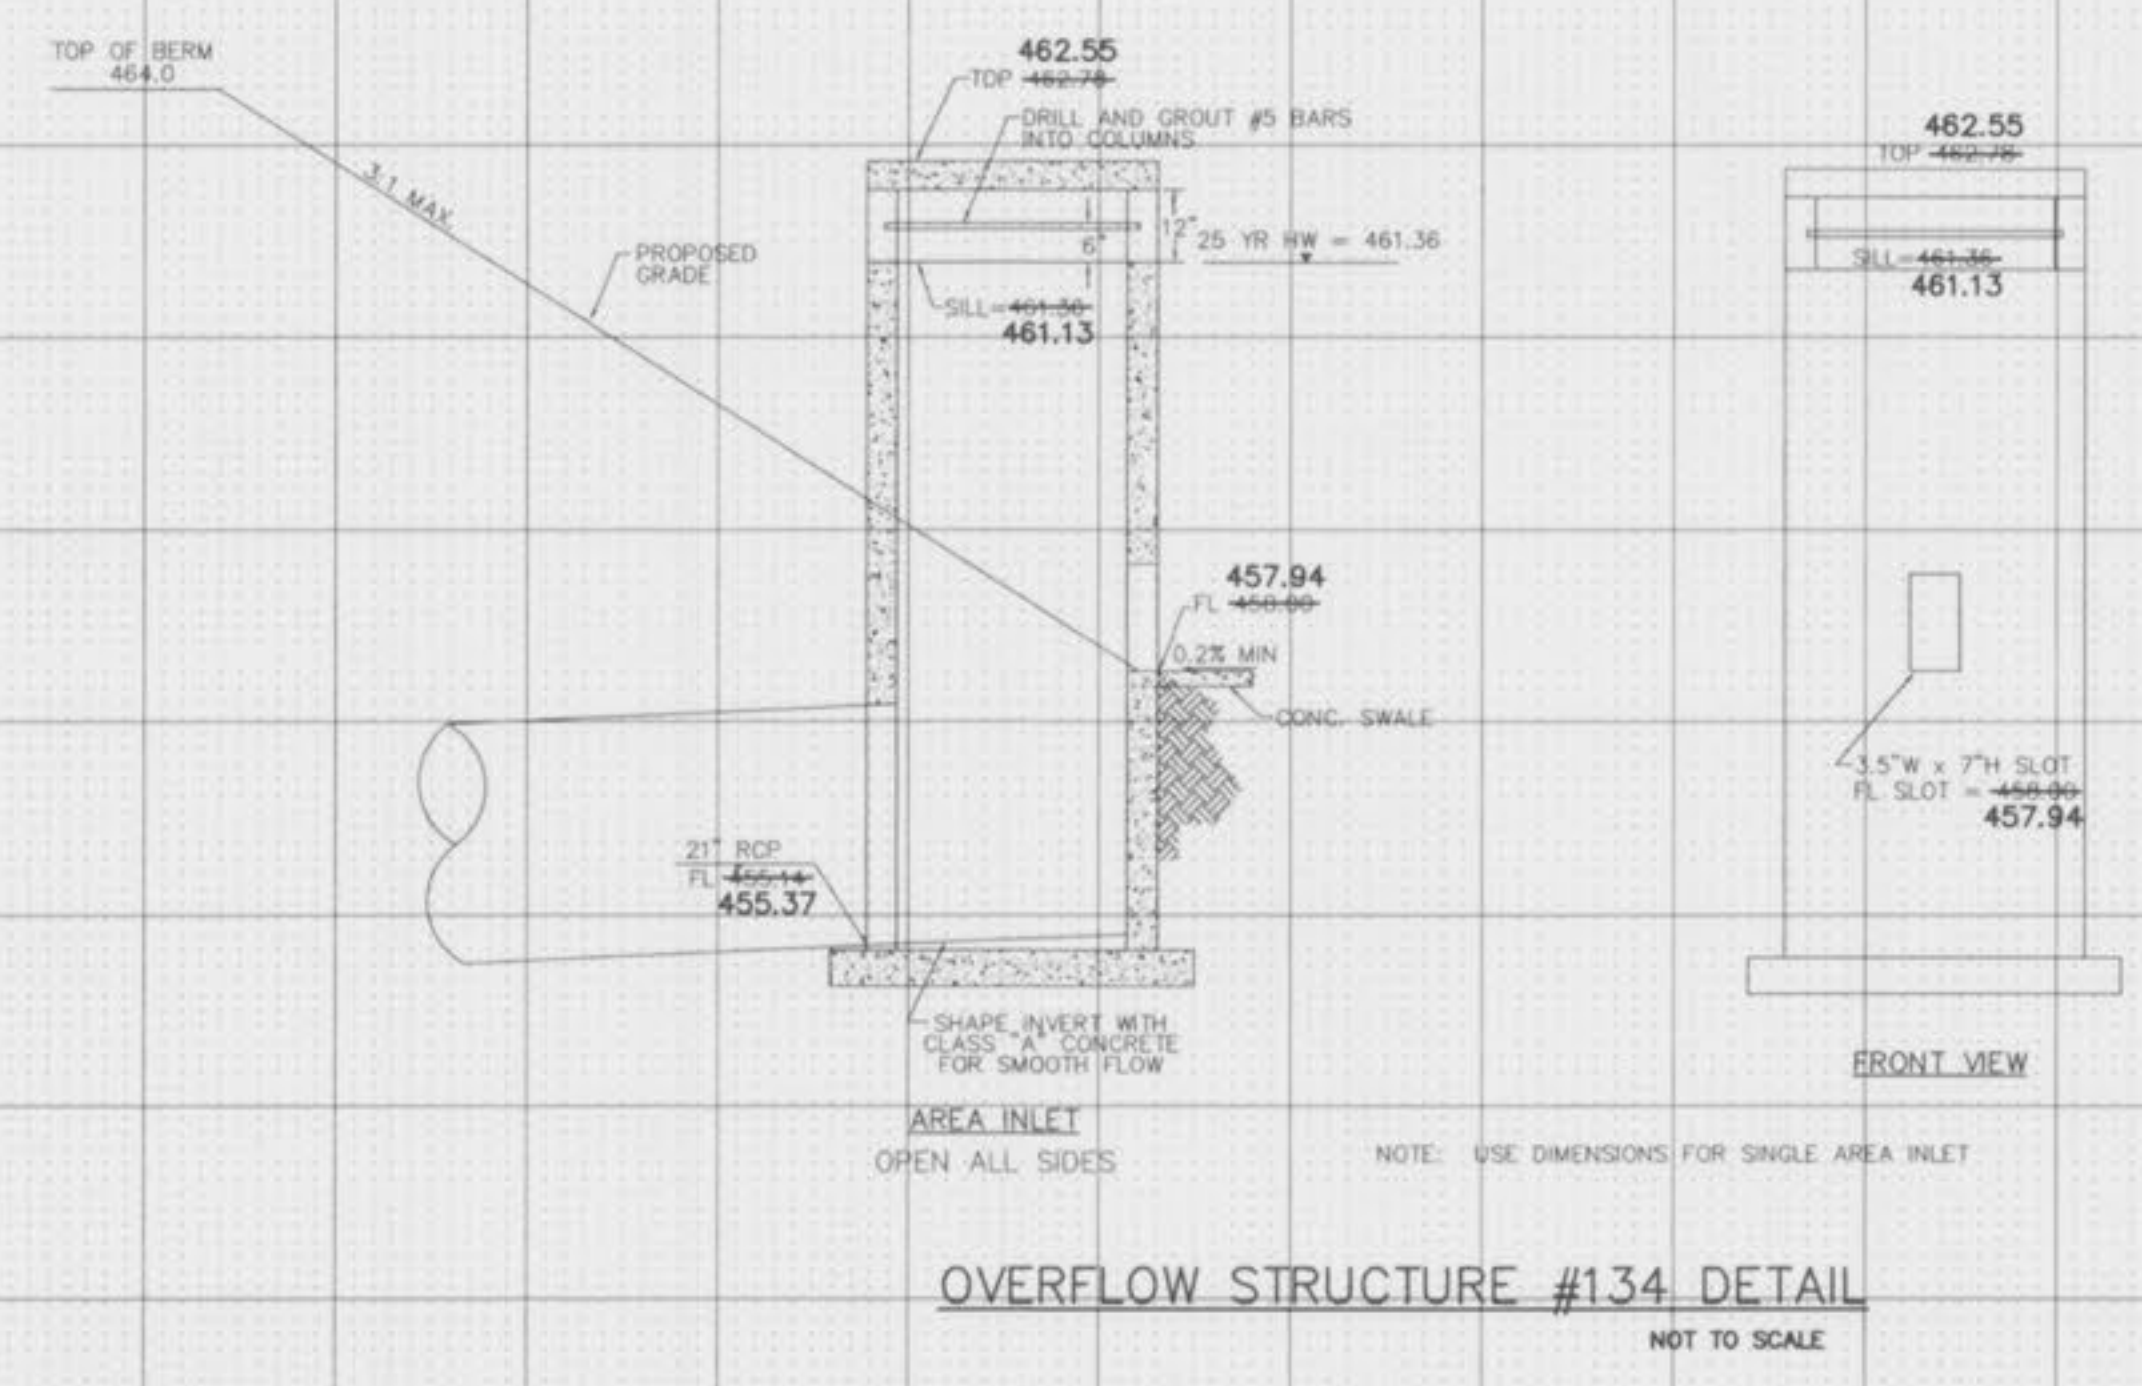 TOP OF BERM
464.0
3:1 MAX.
PROPOSED
GRADE
462.55
TOP 462.78
DRILL AND GROUT #5 BARS
INTO COLUMNS
12"
6"
25 YR HW = 461.36
SILL=461.36
461.13
457.94
FL 458.00
0.2% MIN
CONC. SWALE
21" RCP
FL 455.14
455.37
SHAPE INVERT WITH
CLASS "A" CONCRETE
FOR SMOOTH FLOW
AREA INLET
OPEN ALL SIDES
462.55
TOP 462.78
SILL=461.36
461.13
3.5"W x 7"H SLOT
FL SLOT = 458.00
457.94
FRONT VIEW
NOTE: USE DIMENSIONS FOR SINGLE AREA INLET
OVERFLOW STRUCTURE #134 DETAIL
NOT TO SCALE